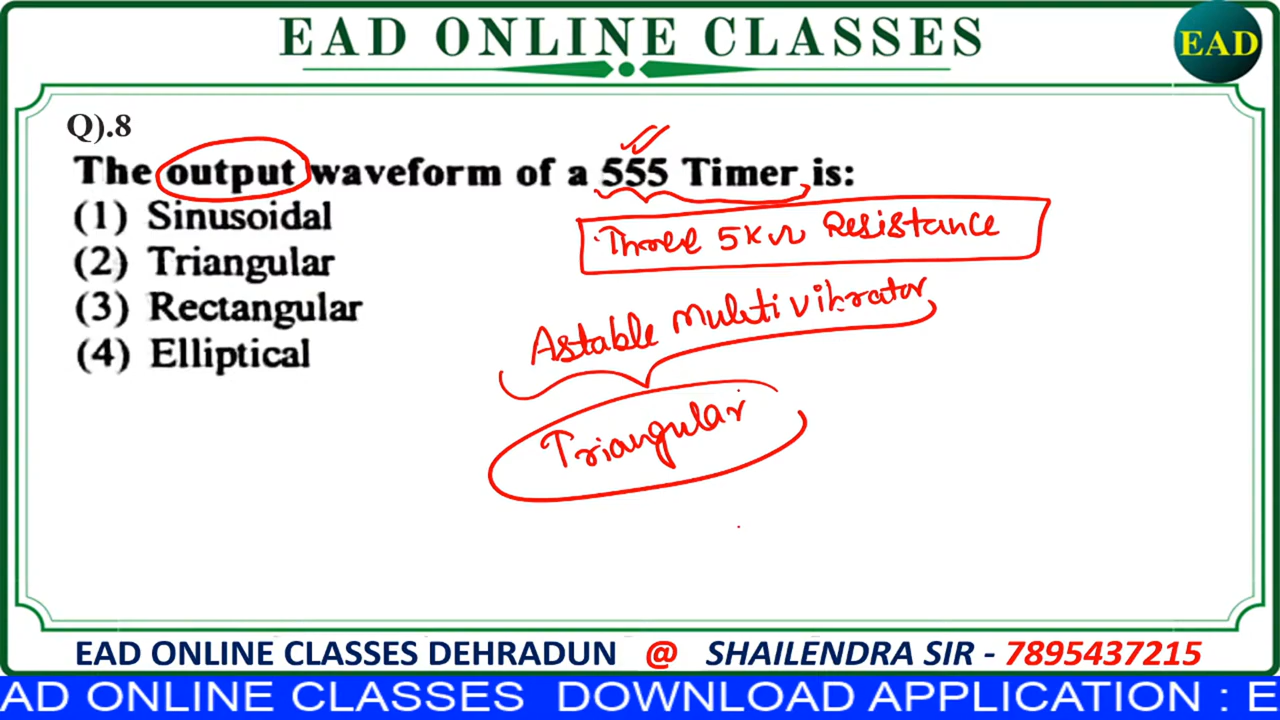 EAD ONLINE CLASSES
EAD
Q).8
The output waveform of a 555 Timer is:
(1) Sinusoidal
(2) Triangular
(3) Rectangular
(4) Elliptical
Three 5K Resistance
Astable Multivibrator
Triangular
EAD ONLINE CLASSES DEHRADUN @ SHAILENDRA SIR - 7895437215
AD ONLINE CLASSES DOWNLOAD APPLICATION : E